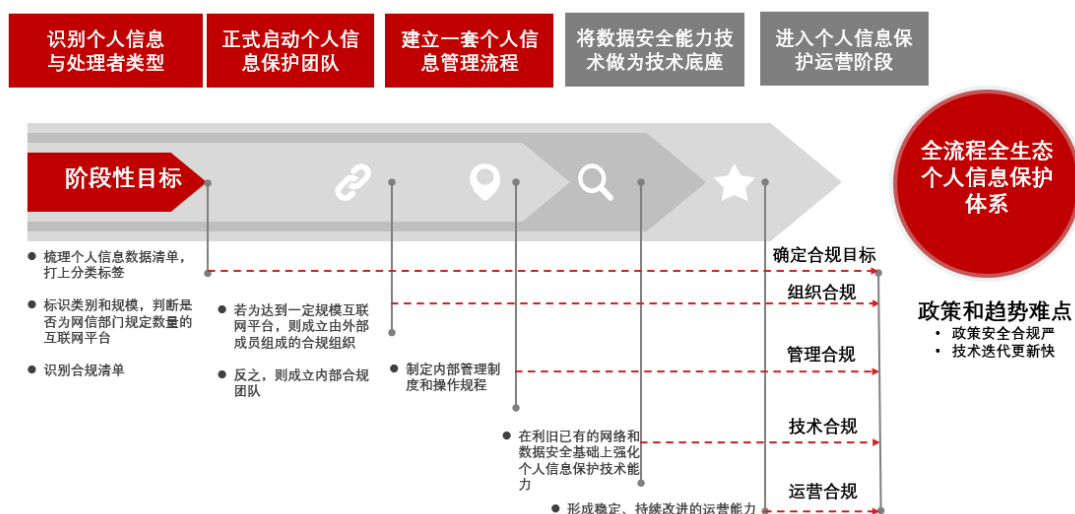 识别个人信息
与处理者类型
正式启动个人信
息保护团队
建立一套个人信
息管理流程
将数据安全能力技
术做为技术底座
进入个人信息保
护运营阶段
阶段性目标
全流程全生态
个人信息保护
体系
梳理个人信息数据清单，
打上分类标签
标识类别和规模，判断是
否为网信部门规定数量的
互联网平台
识别合规清单
若为达到一定规模互联
网平台，则成立由外部
成员组成的合规组织
反之，则成立内部合规
团队
制定内部管理制
度和操作规程
在利旧已有的网络和
数据安全基础上强化
个人信息保护技术能
力
形成稳定、持续改进的运营能力
确定合规目标
组织合规
管理合规
技术合规
运营合规
政策和趋势难点
• 政策安全合规严
• 技术迭代更新快